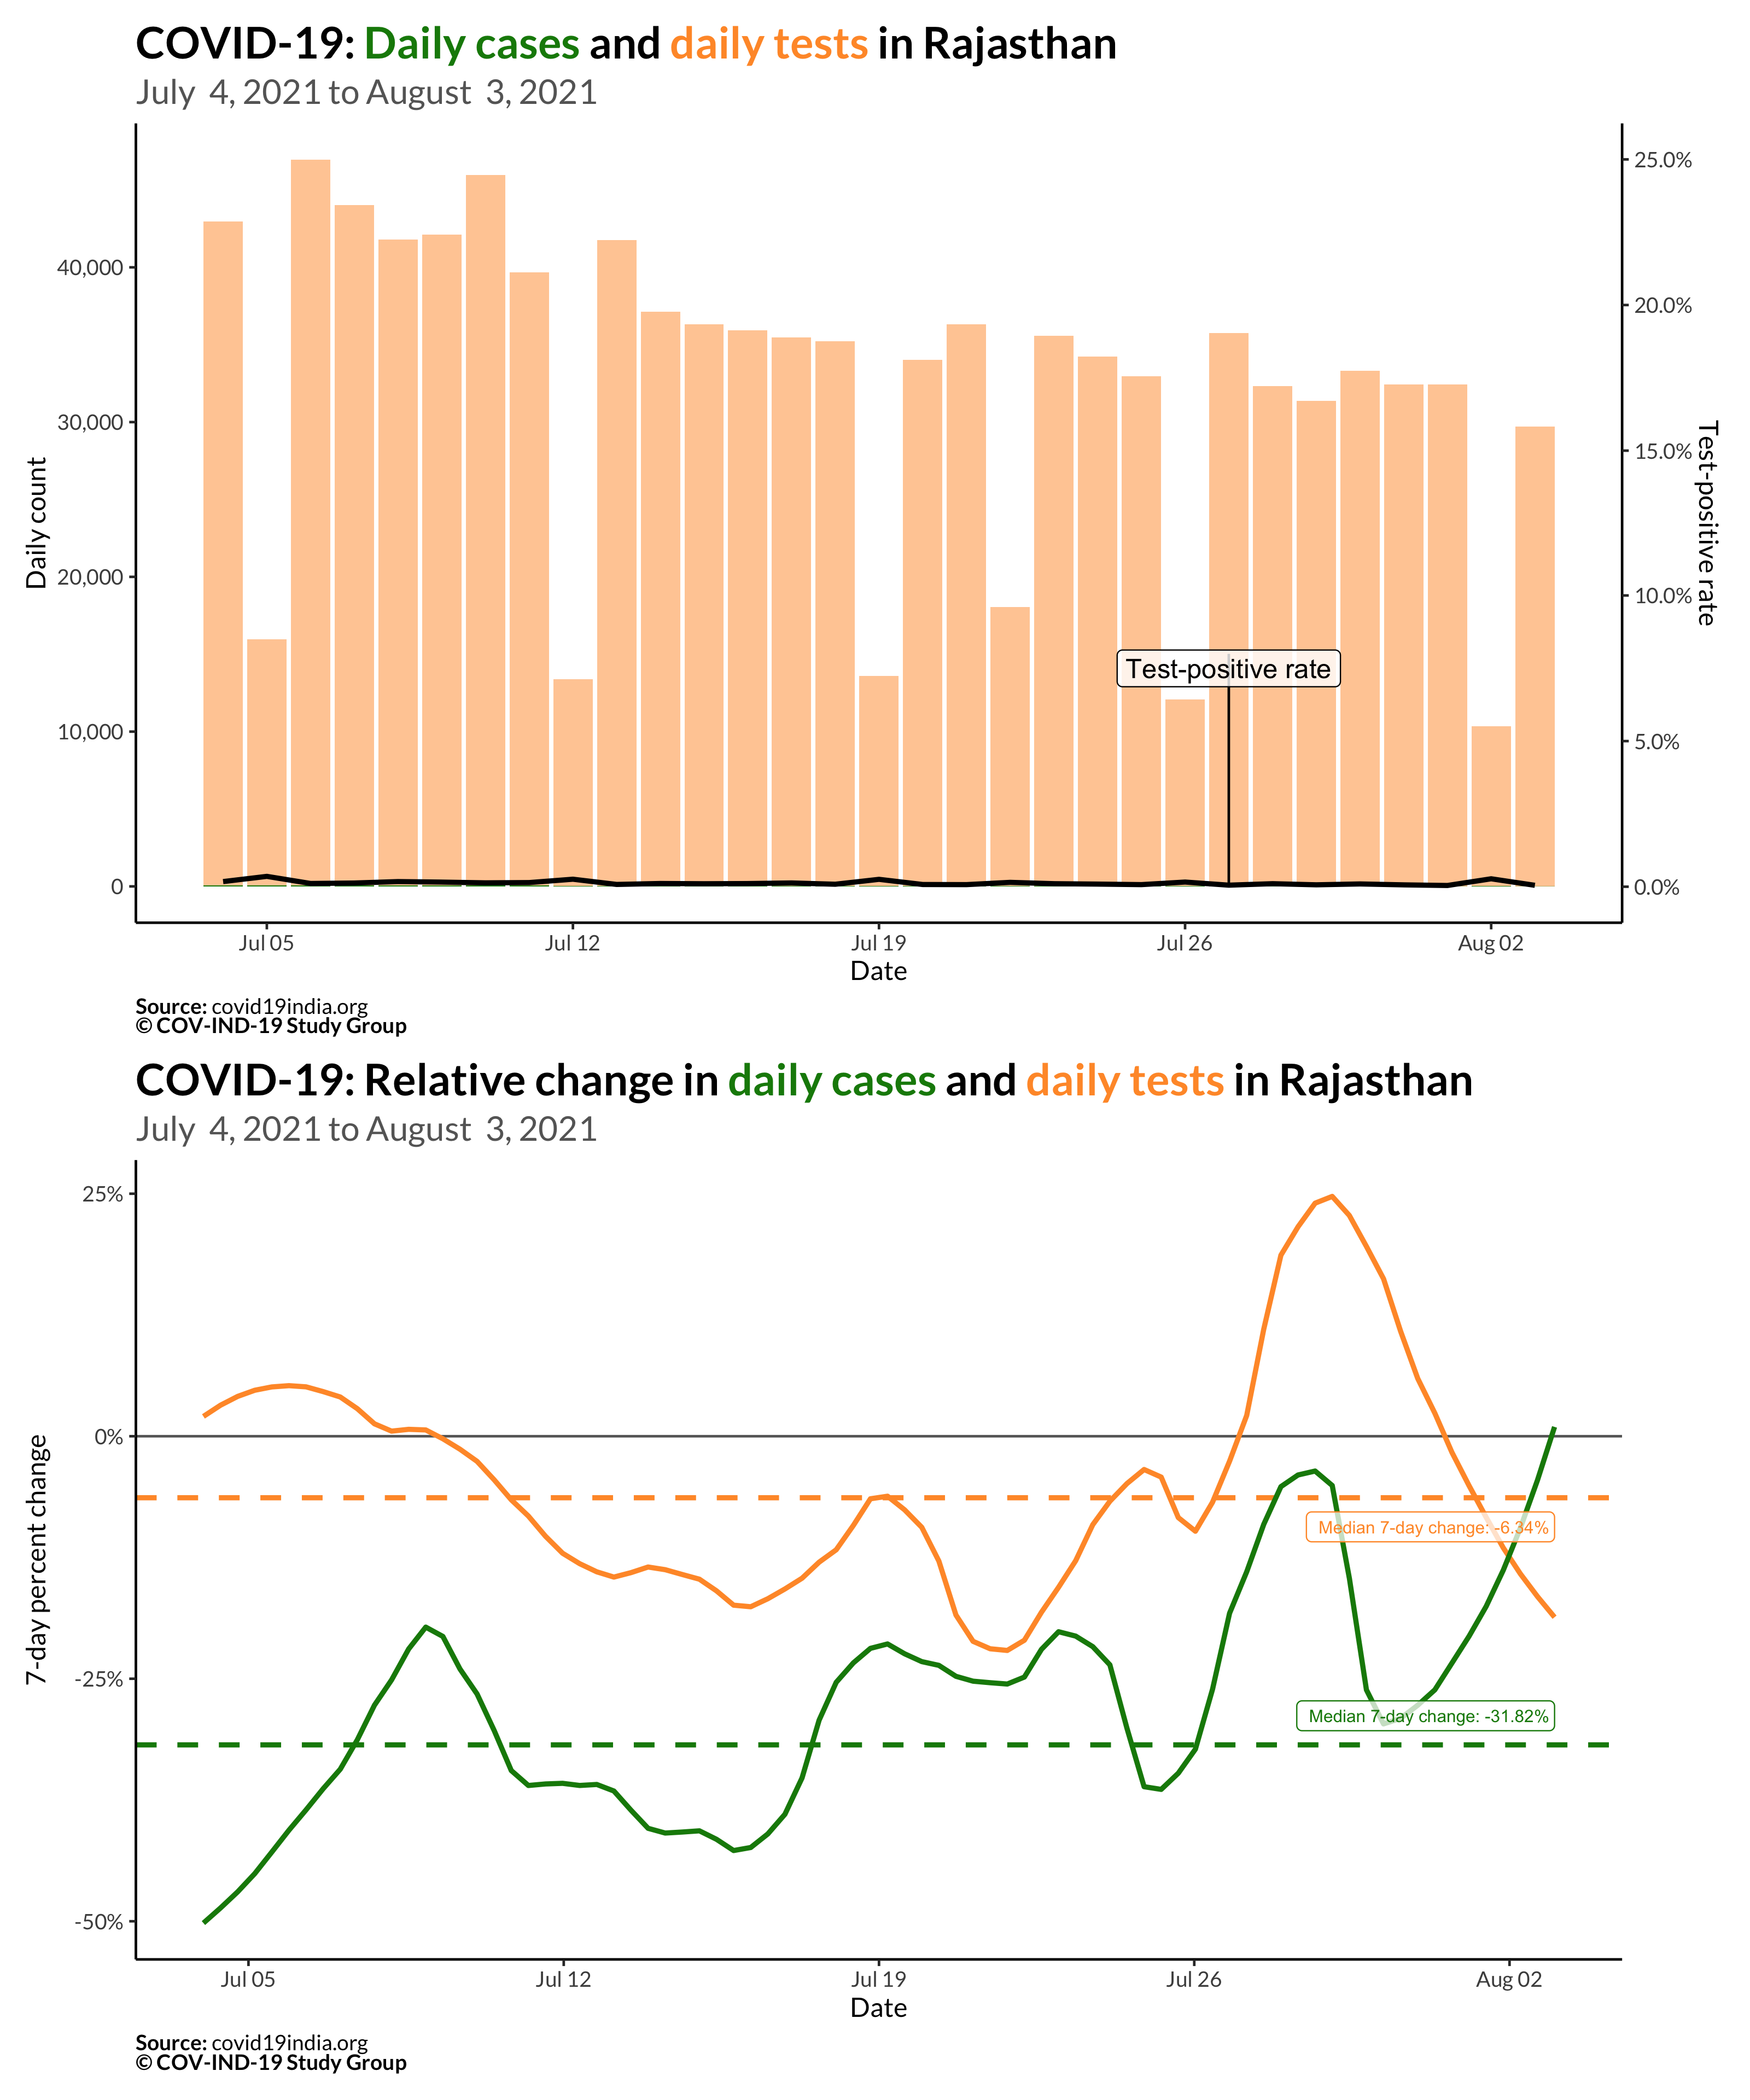 COVID-19: Daily cases and daily tests in Rajasthan
July 4, 2021 to August 3, 2021
Daily count
40,000
30,000
20,000
10,000
0
25.0%
20.0%
15.0%
10.0%
5.0%
0.0%
Test-positive rate
Test-positive rate
Jul 05
Jul 12
Jul 19
Jul 26
Aug 02
Date
Source: covid19india.org
© COV-IND-19 Study Group
COVID-19: Relative change in daily cases and daily tests in Rajasthan
July 4, 2021 to August 3, 2021
7-day percent change
25%
0%
-25%
-50%
Median 7-day change: -6.34%
Median 7-day change: -31.82%
Jul 05
Jul 12
Jul 19
Jul 26
Aug 02
Date
Source: covid19india.org
© COV-IND-19 Study Group